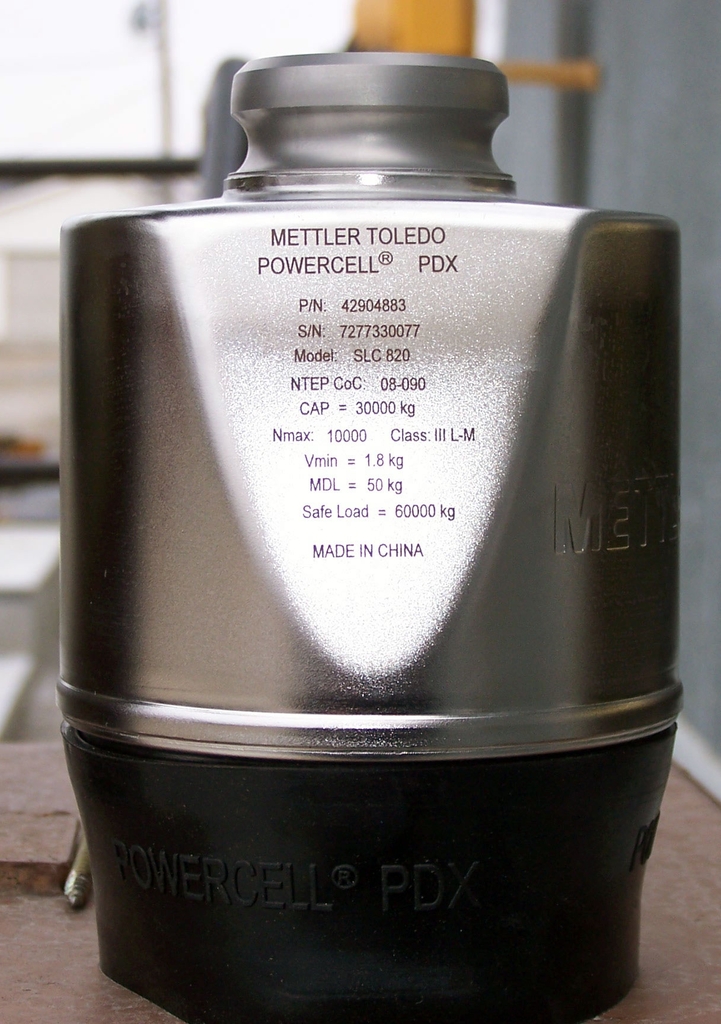 METTLER TOLEDO
POWERCELL® PDX
P/N: 42904883
S/N: 7277330077
Model: SLC 820
NTEP CoC: 08-090
CAP = 30000 kg
Nmax: 10000 Class: III L-M
Vmin = 1.8 kg
MDL = 50 kg
Safe Load = 60000 kg
MADE IN CHINA
METT
POWERCELL® PDX